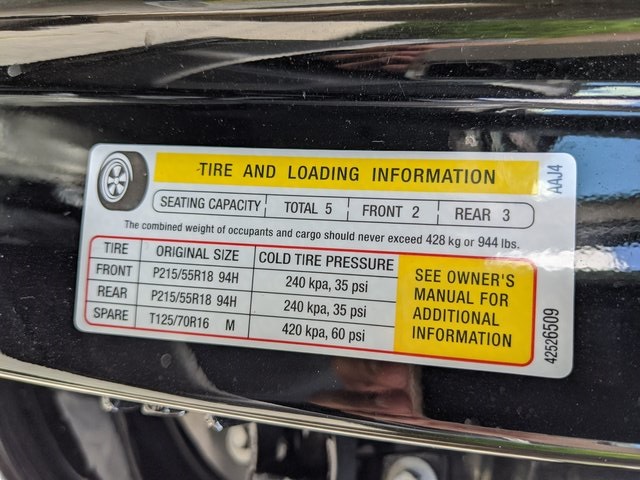 TIRE AND LOADING INFORMATION
SEATING CAPACITY TOTAL 5 FRONT 2 REAR 3
The combined weight of occupants and cargo should never exceed 428 kg or 944 lbs.
TIRE ORIGINAL SIZE COLD TIRE PRESSURE
FRONT P215/55R18 94H 240 kpa, 35 psi
REAR P215/55R18 94H 240 kpa, 35 psi
SPARE T125/70R16 M 420 kpa, 60 psi
SEE OWNER'S
MANUAL FOR
ADDITIONAL
INFORMATION
AAJ4
42526509